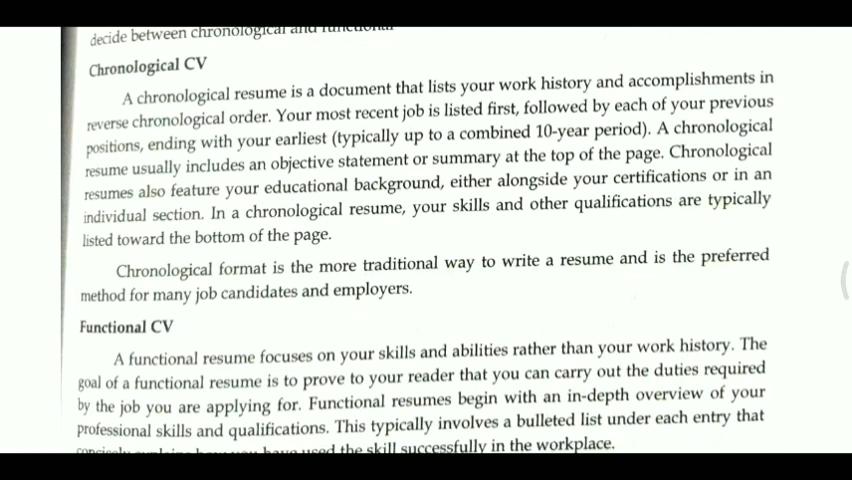 decide between chronological and functional
Chronological CV
A chronological resume is a document that lists your work history and accomplishments in
reverse chronological order. Your most recent job is listed first, followed by each of your previous
positions, ending with your earliest (typically up to a combined 10-year period). A chronological
resume usually includes an objective statement or summary at the top of the page. Chronological
resumes also feature your educational background, either alongside your certifications or in an
individual section. In a chronological resume, your skills and other qualifications are typically
listed toward the bottom of the page.
Chronological format is the more traditional way to write a resume and is the preferred
method for many job candidates and employers.
Functional CV
A functional resume focuses on your skills and abilities rather than your work history. The
goal of a functional resume is to prove to your reader that you can carry out the duties required
by the job you are applying for. Functional resumes begin with an in-depth overview of your
professional skills and qualifications. This typically involves a bulleted list under each entry that
concisely explains how you have used the skill successfully in the workplace.